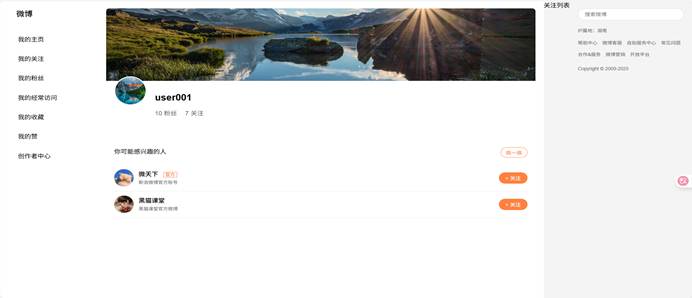 微博
我的主页
我的关注
我的粉丝
我的经常访问
我的收藏
我的赞
创作者中心
user001
10 粉丝 7 关注
你可能感兴趣的人
换一换
微天下 官方
新浪微博官方账号
+ 关注
黑猫课堂
黑猫课堂官方微博
+ 关注
关注列表
搜索微博
IP属地：湖南
帮助中心 微博客服 自助服务中心 常见问题
合作&服务 微博营销 开放平台
Copyright © 2009-2023